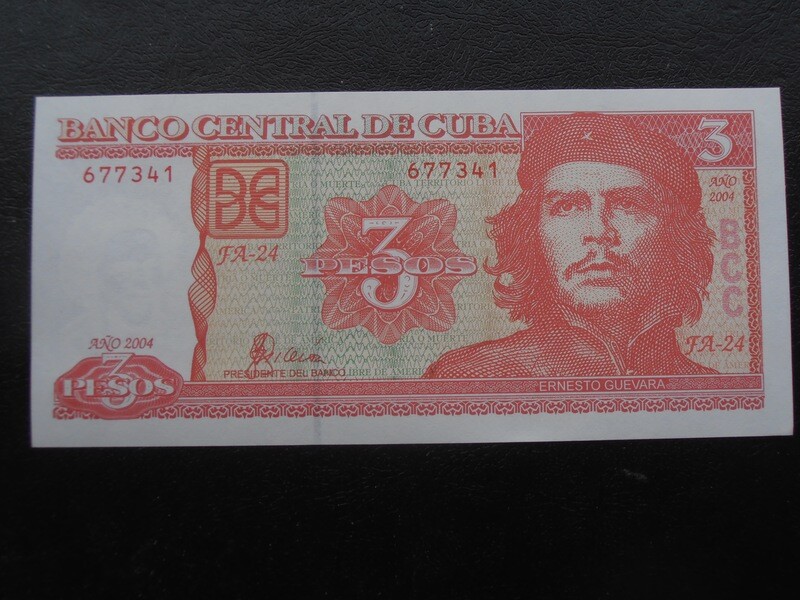 BANCO CENTRAL DE CUBA
3
677341
677341
AÑO
2004
FA-24
3
PESOS
BCC
AÑO 2004
FA-24
3
PESOS
PRESIDENTE DEL BANCO
ERNESTO GUEVARA